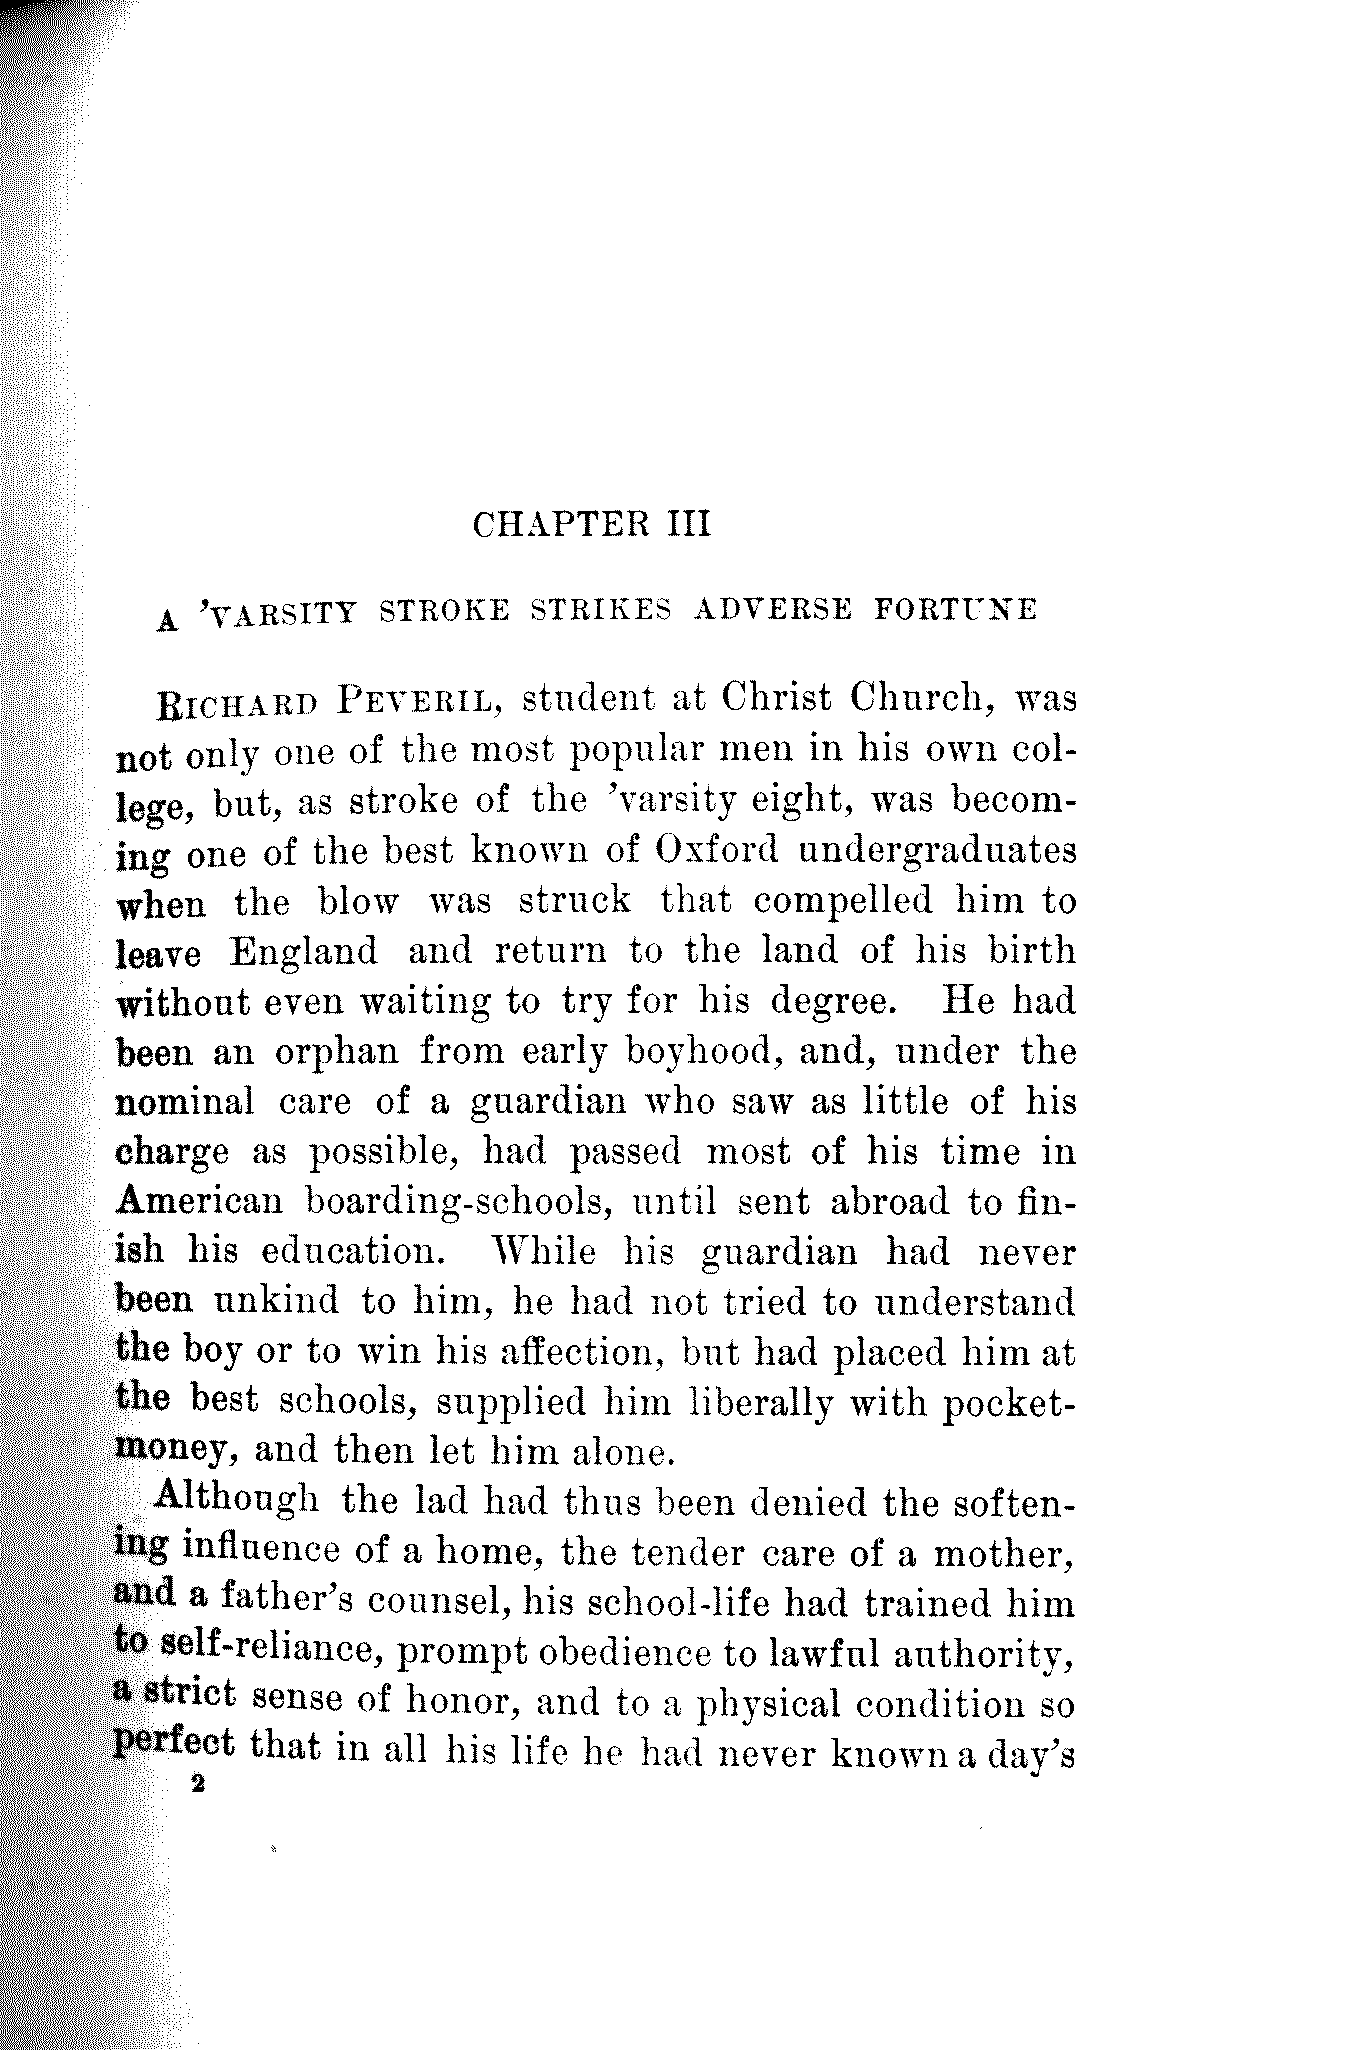 CHAPTER III
A 'VARSITY STROKE STRIKES ADVERSE FORTUNE
RICHARD PEVERIL, student at Christ Church, was
not only one of the most popular men in his own col-
lege, but, as stroke of the 'varsity eight, was becom-
ing one of the best known of Oxford undergraduates
when the blow was struck that compelled him to
leave England and return to the land of his birth
without even waiting to try for his degree. He had
been an orphan from early boyhood, and, under the
nominal care of a guardian who saw as little of his
charge as possible, had passed most of his time in
American boarding-schools, until sent abroad to fin-
ish his education. While his guardian had never
been unkind to him, he had not tried to understand
the boy or to win his affection, but had placed him at
the best schools, supplied him liberally with pocket-
money, and then let him alone.
Although the lad had thus been denied the soften-
ing influence of a home, the tender care of a mother,
and a father's counsel, his school-life had trained him
to self-reliance, prompt obedience to lawful authority,
a strict sense of honor, and to a physical condition so
perfect that in all his life he had never known a day's
2